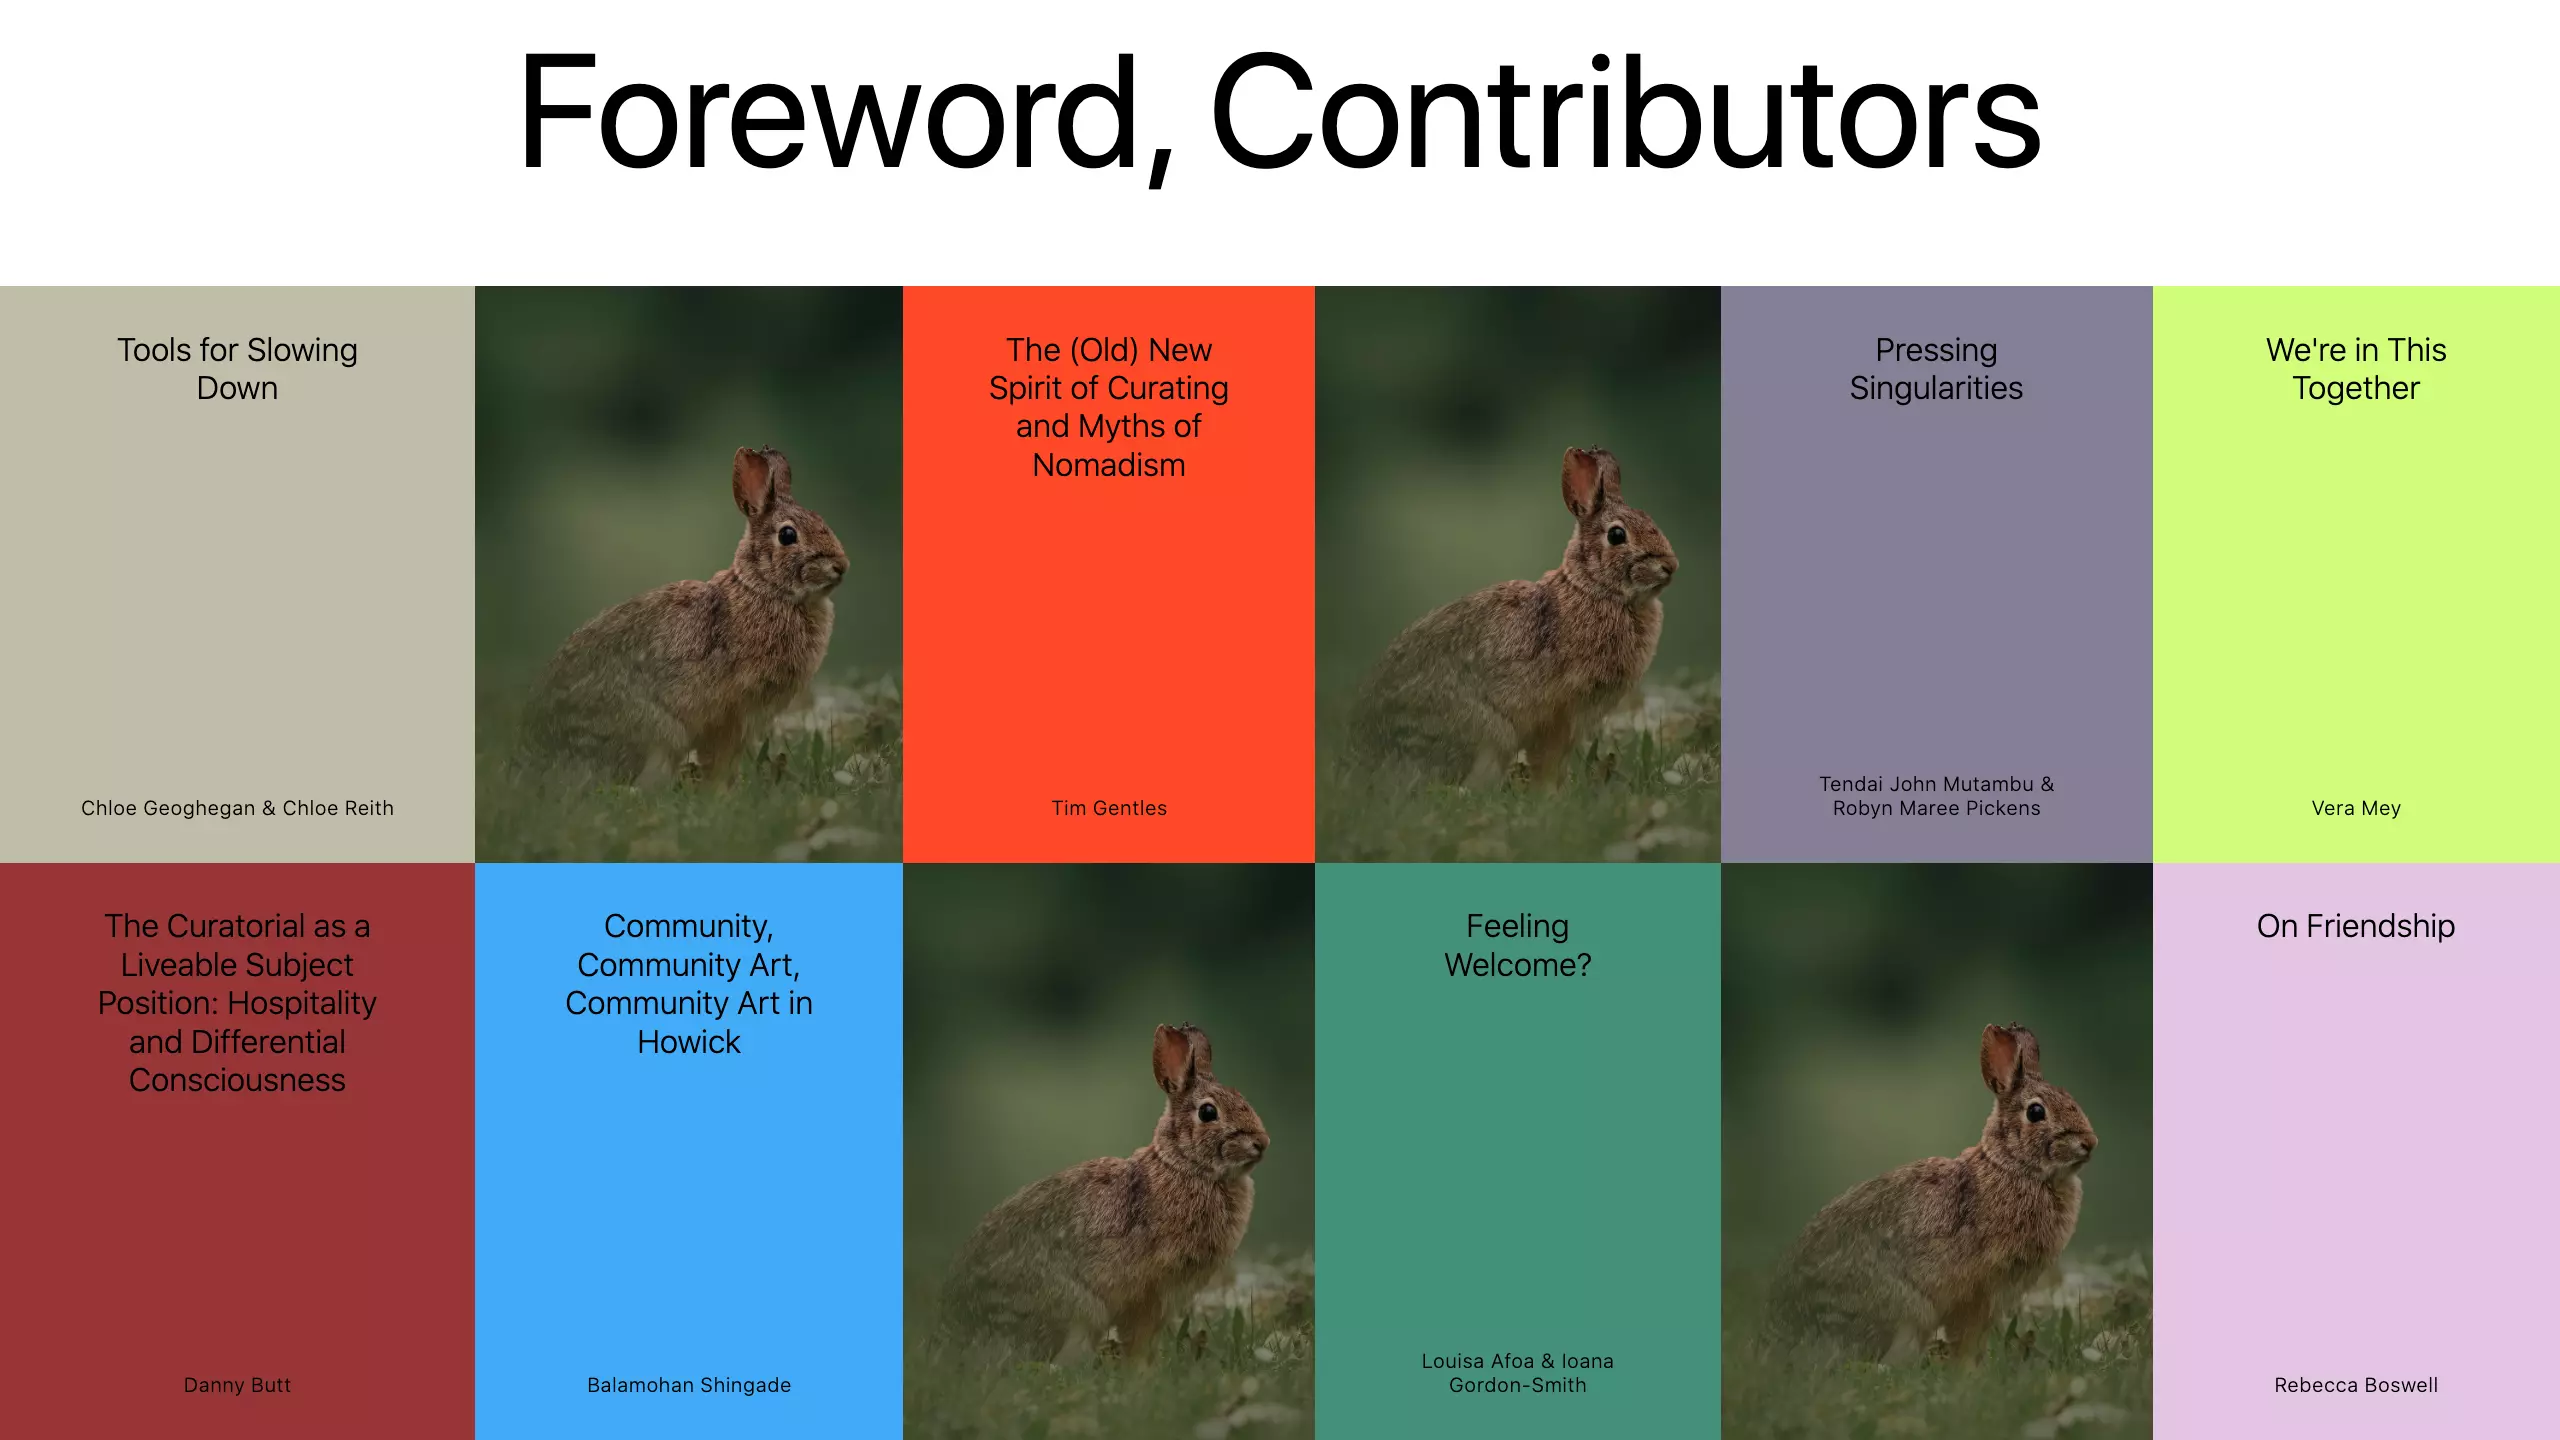 Foreword, Contributors
Tools for Slowing
Down
Chloe Geoghegan & Chloe Reith
The (Old) New
Spirit of Curating
and Myths of
Nomadism
Tim Gentles
Pressing
Singularities
Tendai John Mutambu &
Robyn Maree Pickens
We're in This
Together
Vera Mey
The Curatorial as a
Liveable Subject
Position: Hospitality
and Differential
Consciousness
Danny Butt
Community,
Community Art,
Community Art in
Howick
Balamohan Shingade
Feeling
Welcome?
Louisa Afoa & Ioana
Gordon-Smith
On Friendship
Rebecca Boswell